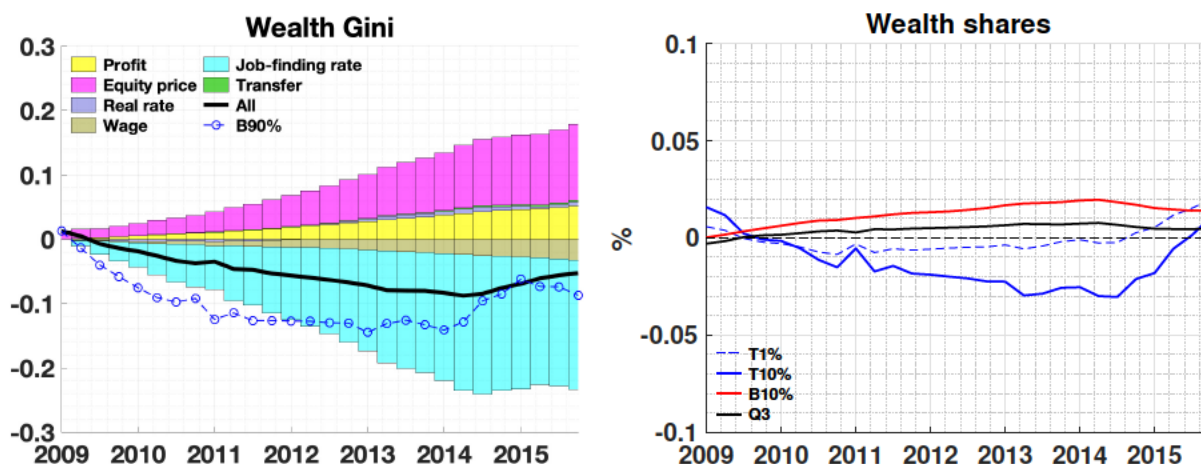 Wealth Gini
0.3
0.2
0.1
0
-0.1
-0.2
-0.3
Profit
Equity price
Real rate
Wage
Job-finding rate
Transfer
All
B90%
2009 2010 2011 2012 2013 2014 2015
Wealth shares
%
0.1
0.05
0
-0.05
-0.1
T1%
T10%
B10%
Q3
2009 2010 2011 2012 2013 2014 2015